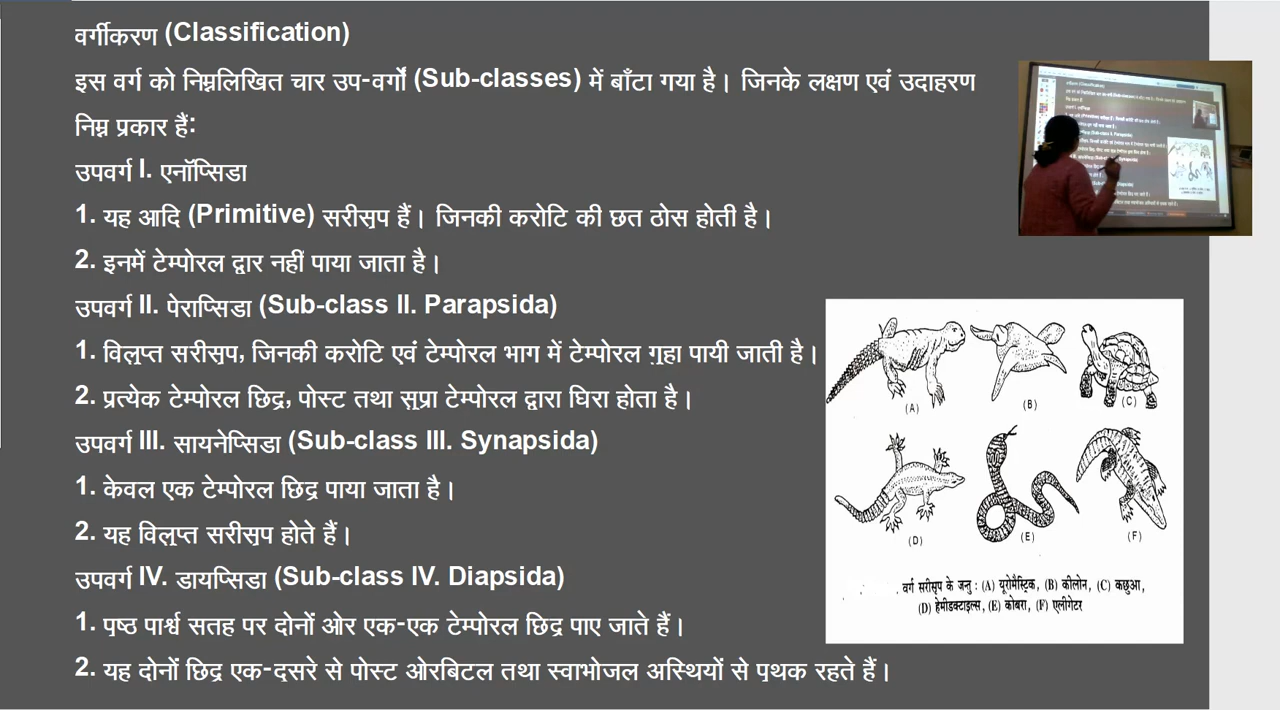 वर्गीकरण (Classification)
इस वर्ग को निम्नलिखित चार उप-वर्गों (Sub-classes) में बाँटा गया है। जिनके लक्षण एवं उदाहरण
निम्न प्रकार हैं:
उपवर्ग I. एनॉप्सिडा
1. यह आदि (Primitive) सरीसृप हैं। जिनकी करोटि की छत ठोस होती है।
2. इनमें टेम्पोरल द्वार नहीं पाया जाता है।
उपवर्ग II. पेराप्सिडा (Sub-class II. Parapsida)
1. विलुप्त सरीसृप, जिनकी करोटि एवं टेम्पोरल भाग में टेम्पोरल गुहा पायी जाती है।
2. प्रत्येक टेम्पोरल छिद्र, पोस्ट तथा सुप्रा टेम्पोरल द्वारा घिरा होता है।
उपवर्ग III. सायनेप्सिडा (Sub-class III. Synapsida)
1. केवल एक टेम्पोरल छिद्र पाया जाता है।
2. यह विलुप्त सरीसृप होते हैं।
उपवर्ग IV. डायप्सिडा (Sub-class IV. Diapsida)
1. पृष्ठ पार्श्व सतह पर दोनों ओर एक-एक टेम्पोरल छिद्र पाए जाते हैं।
2. यह दोनों छिद्र एक-दूसरे से पोस्ट ओरबिटल तथा स्वाभोजल अस्थियों से पृथक रहते हैं।
(A) (B) (C)
(D) (E) (F)
वर्ग सरीसृप के जन्तु : (A) यूरोमैस्ट्रिक, (B) कीलोन, (C) कछुआ,
(D) हेमीडक्टाइल्स, (E) कोबरा, (F) एलीगेटर